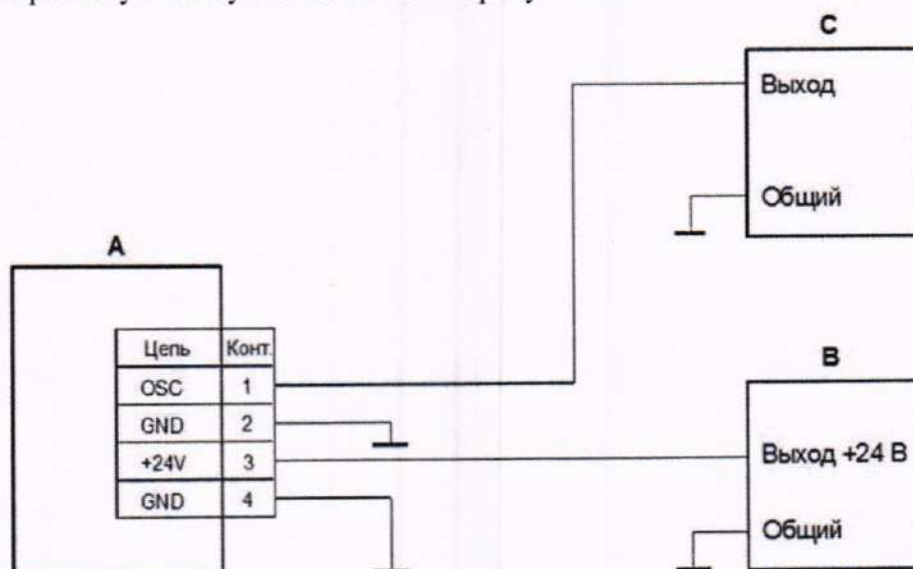 С
Выход
Общий
А
Цепь Конт.
OSC 1
GND 2
+24V 3
GND 4
В
Выход +24 В
Общий